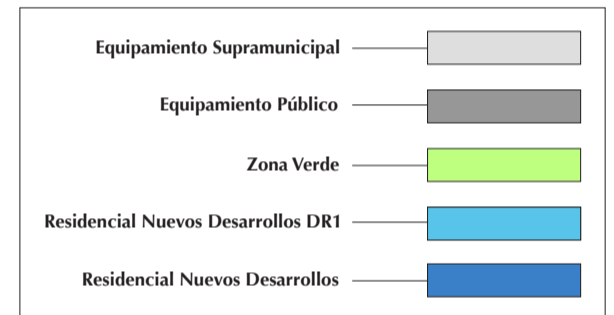 Equipamiento Supramunicipal
Equipamiento Público
Zona Verde
Residencial Nuevos Desarrollos DR1
Residencial Nuevos Desarrollos